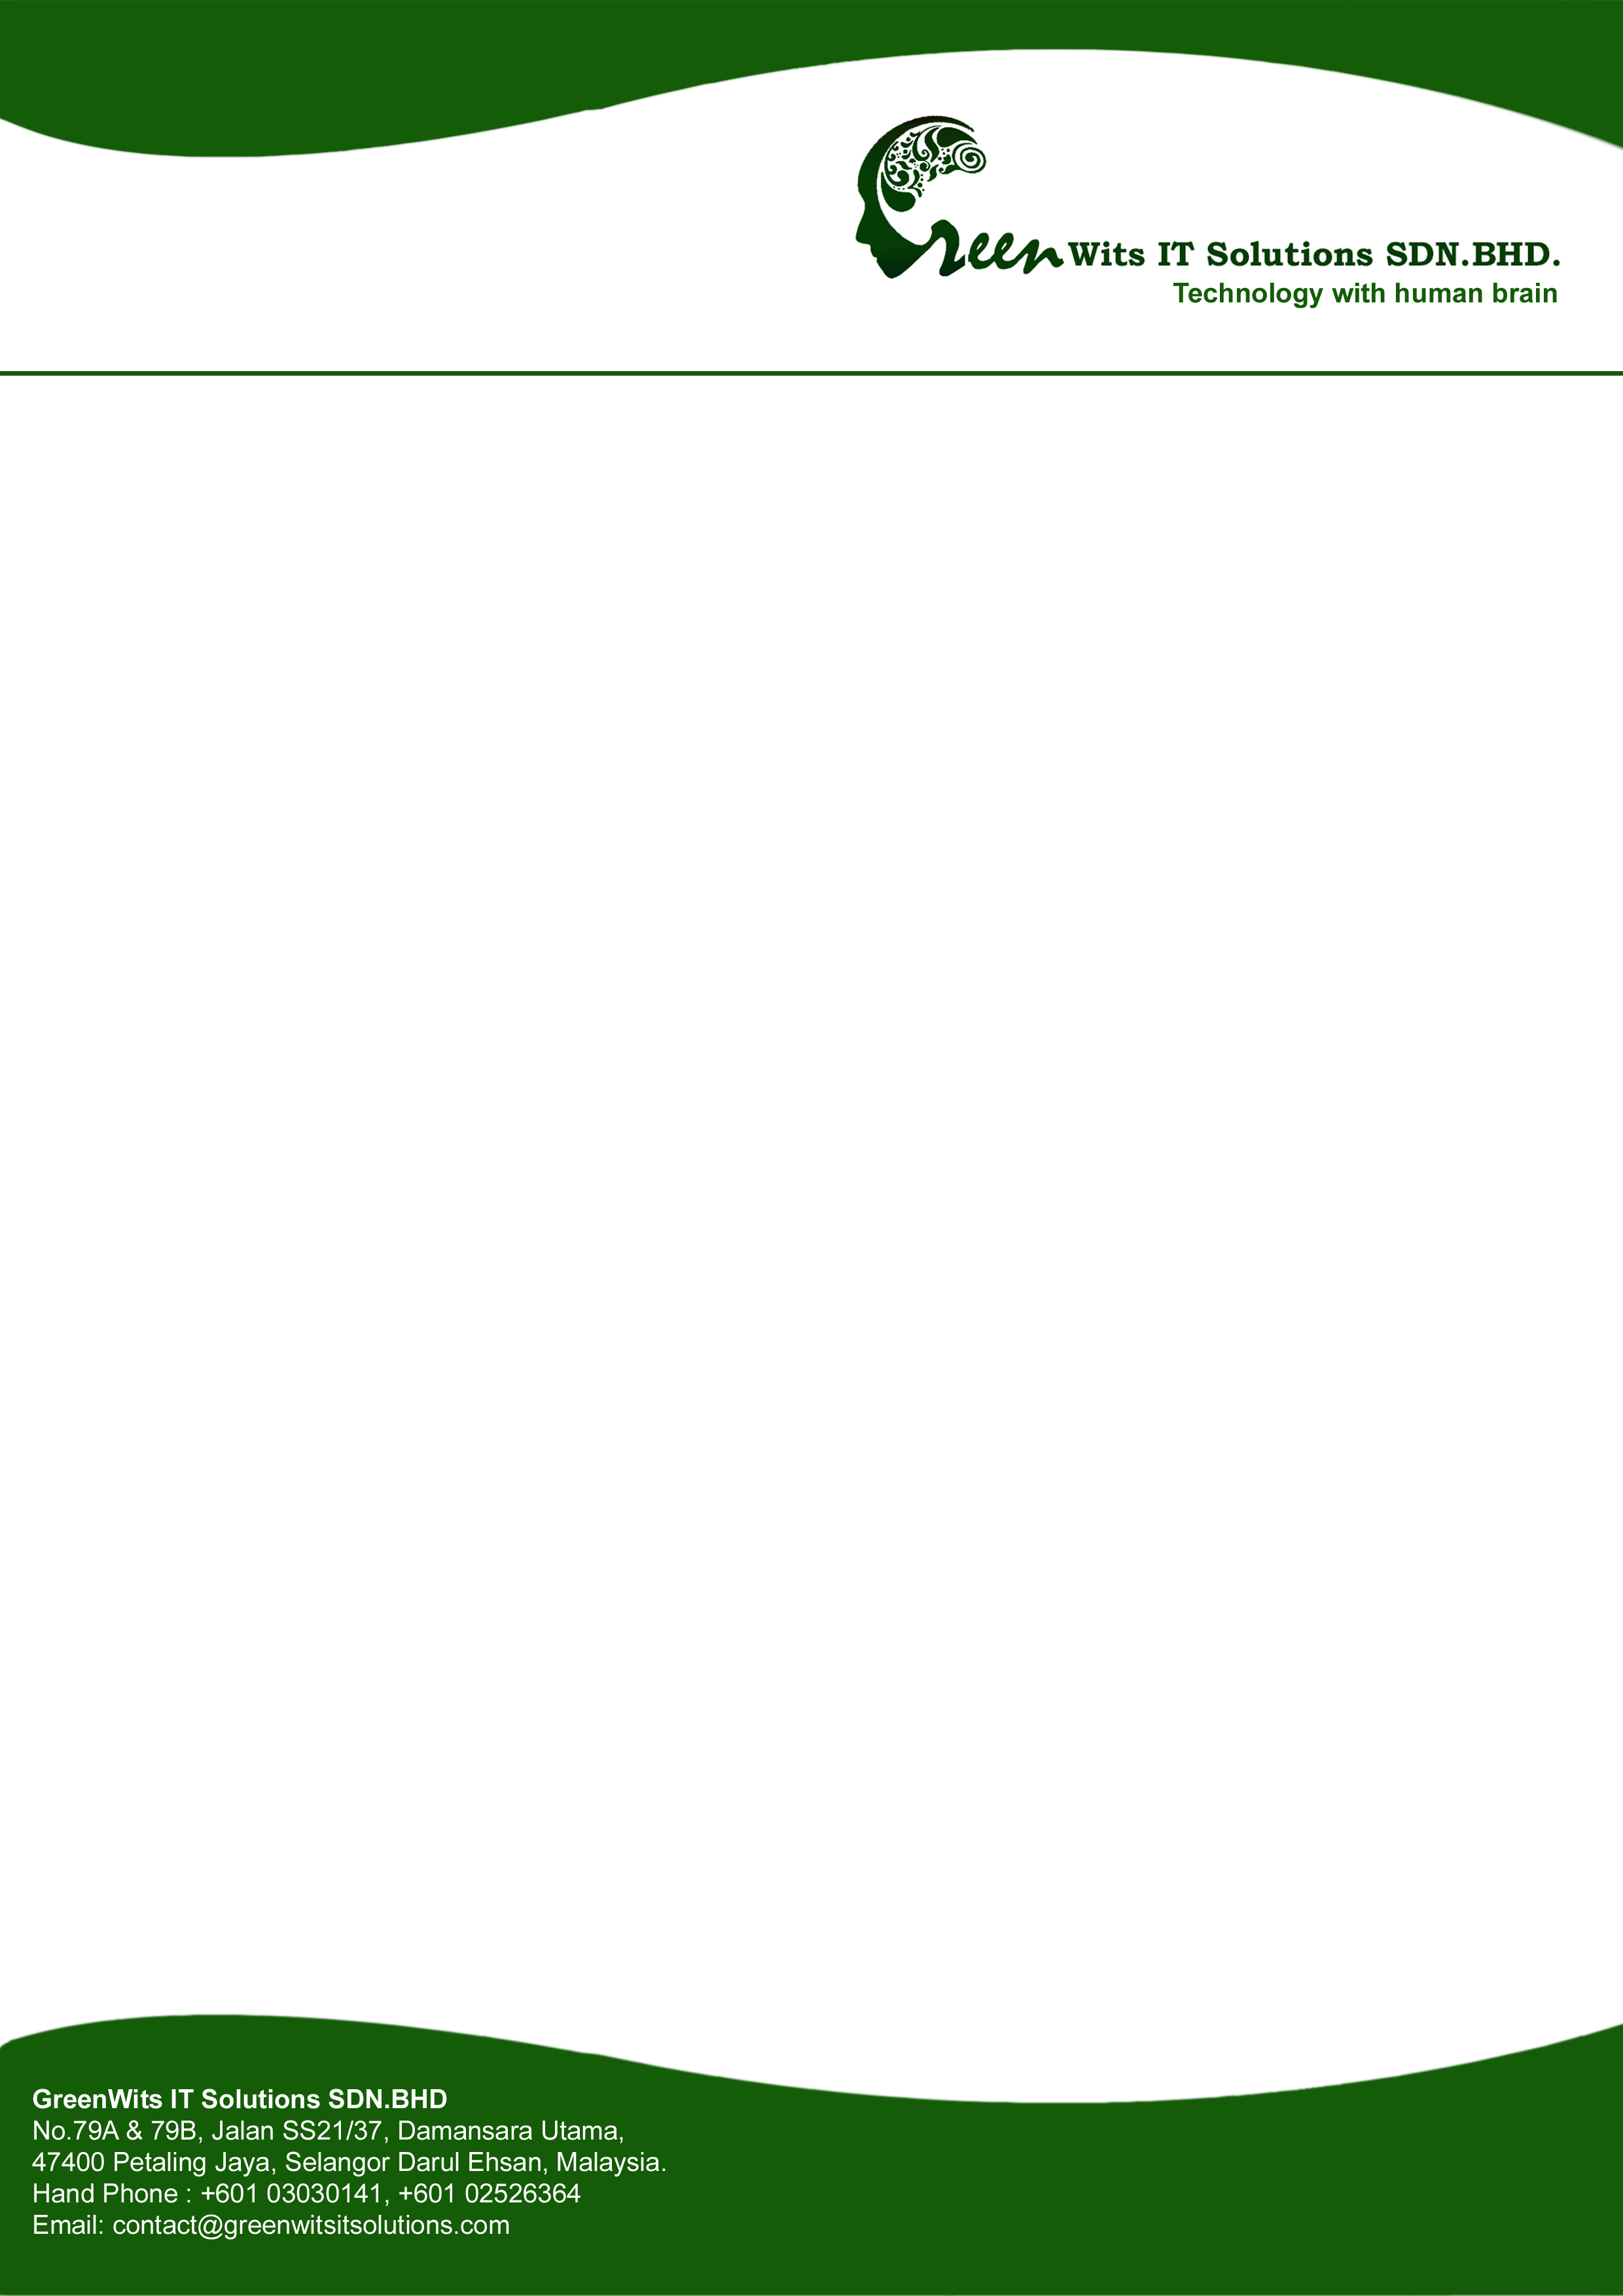 Green Wits IT Solutions SDN.BHD.
Technology with human brain
GreenWits IT Solutions SDN.BHD
No.79A & 79B, Jalan SS21/37, Damansara Utama,
47400 Petaling Jaya, Selangor Darul Ehsan, Malaysia.
Hand Phone : +601 03030141, +601 02526364
Email: contact@greenwitsitsolutions.com